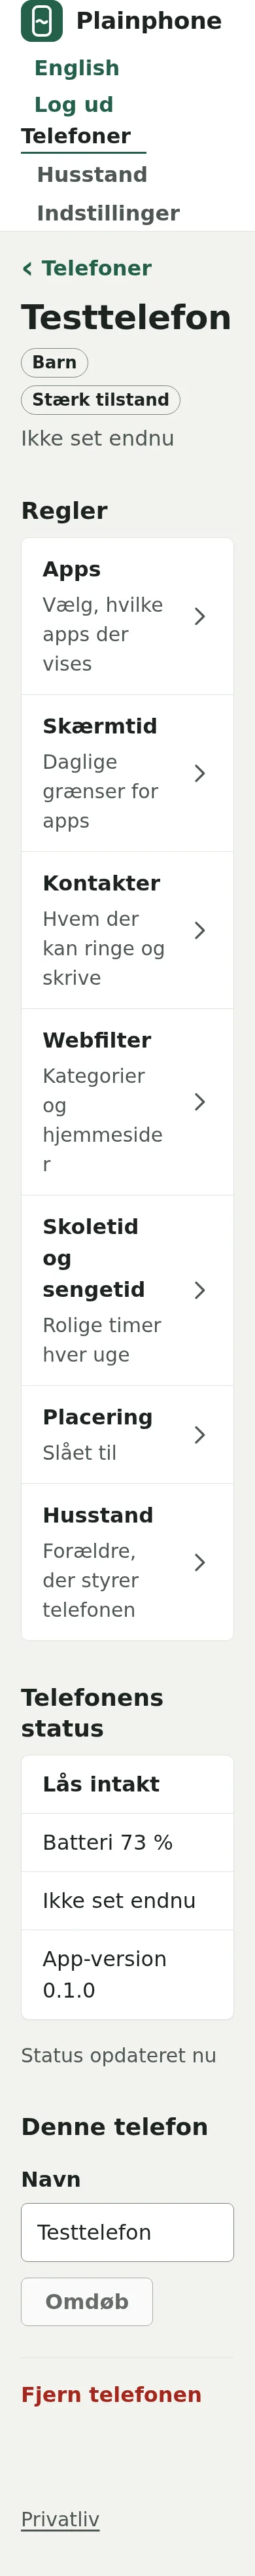 Plainphone
English
Log ud
Telefoner
Husstand
Indstillinger
‹ Telefoner
Testtelefon
Barn
Stærk tilstand
Ikke set endnu
Regler
Apps
Vælg, hvilke
apps der
vises
Skærmtid
Daglige
grænser for
apps
Kontakter
Hvem der
kan ringe og
skrive
Webfilter
Kategorier
og
hjemmeside
r
Skoletid
og
sengetid
Rolige timer
hver uge
Placering
Slået til
Husstand
Forældre,
der styrer
telefonen
Telefonens
status
Lås intakt
Batteri 73 %
Ikke set endnu
App-version
0.1.0
Status opdateret nu
Denne telefon
Navn
Testtelefon
Omdøb
Fjern telefonen
Privatliv